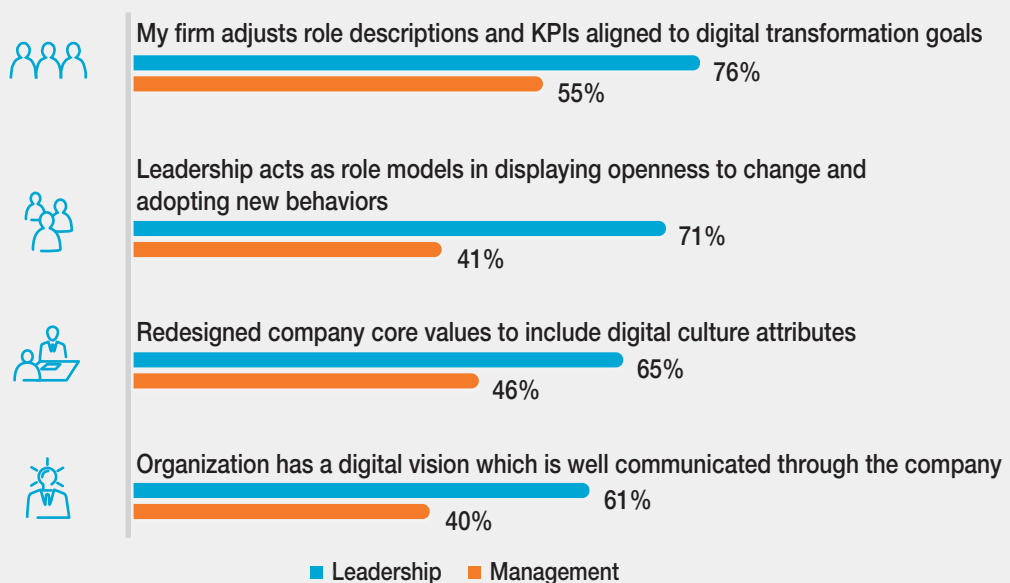 My firm adjusts role descriptions and KPIs aligned to digital transformation goals
76%
55%
Leadership acts as role models in displaying openness to change and
adopting new behaviors
71%
41%
Redesigned company core values to include digital culture attributes
65%
46%
Organization has a digital vision which is well communicated through the company
61%
40%
Leadership Management